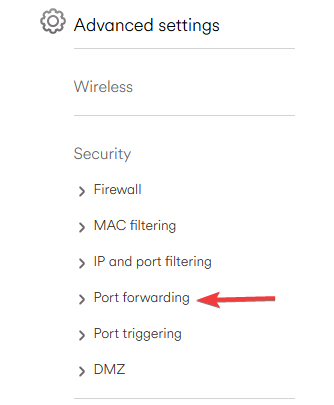 Advanced settings
Wireless
Security
Firewall
MAC filtering
IP and port filtering
Port forwarding
Port triggering
DMZ